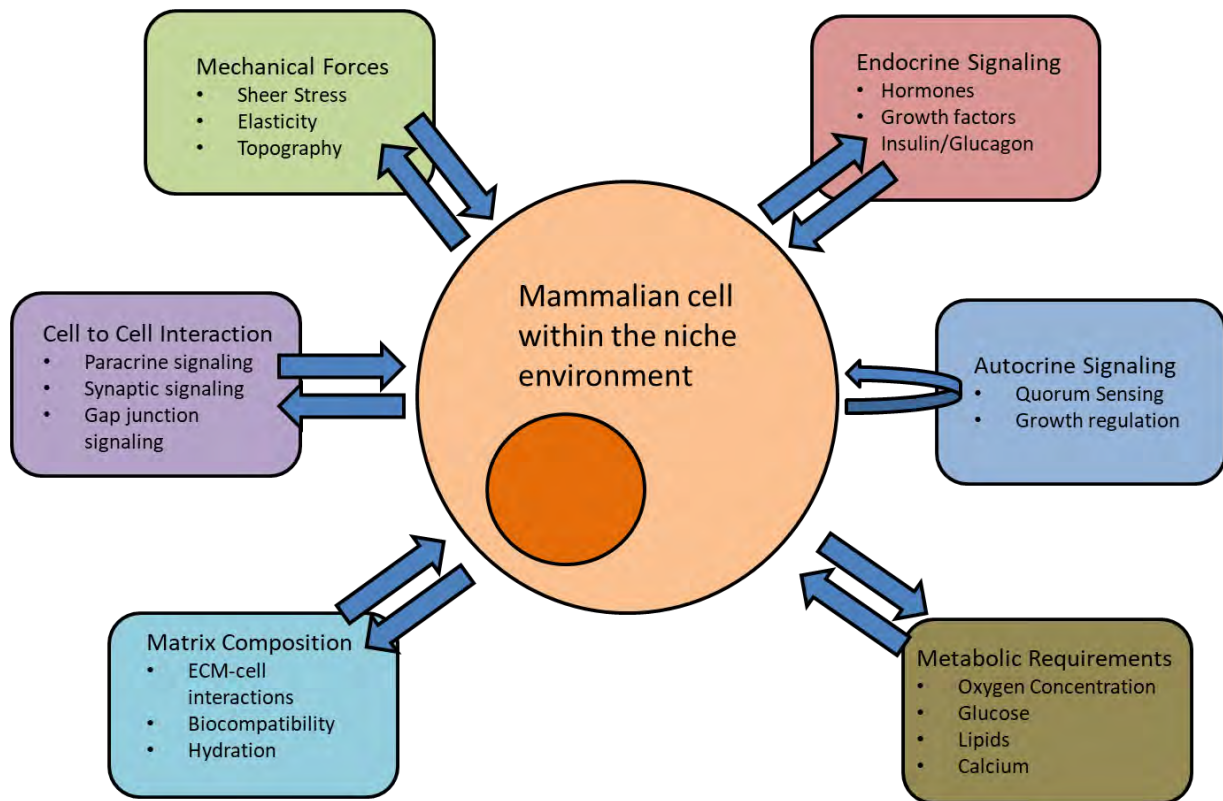 Mechanical Forces
• Sheer Stress
• Elasticity
• Topography
Endocrine Signaling
• Hormones
• Growth factors
Insulin/Glucagon
Mammalian cell
within the niche
environment
Cell to Cell Interaction
• Paracrine signaling
• Synaptic signaling
• Gap junction
signaling
Autocrine Signaling
• Quorum Sensing
• Growth regulation
Matrix Composition
• ECM-cell
interactions
• Biocompatibility
• Hydration
Metabolic Requirements
• Oxygen Concentration
• Glucose
• Lipids
• Calcium